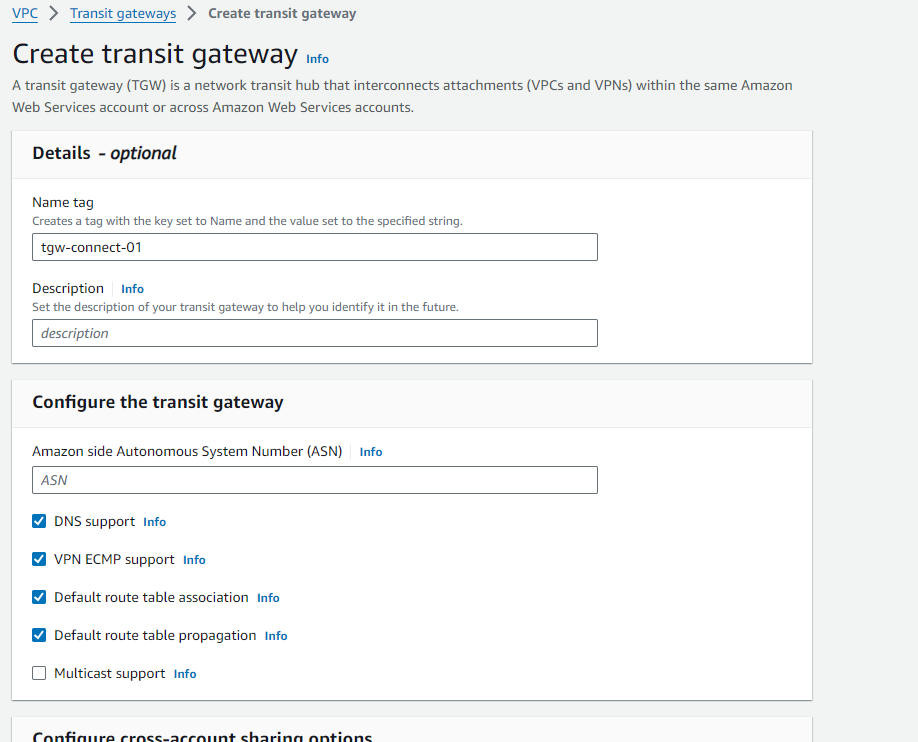 VPC > Transit gateways > Create transit gateway
Create transit gateway Info
A transit gateway (TGW) is a network transit hub that interconnects attachments (VPCs and VPNs) within the same Amazon
Web Services account or across Amazon Web Services accounts.
Details - optional
Name tag
Creates a tag with the key set to Name and the value set to the specified string.
tgw-connect-01
Description Info
Set the description of your transit gateway to help you identify it in the future.
description
Configure the transit gateway
Amazon side Autonomous System Number (ASN) Info
ASN
DNS support Info
VPN ECMP support Info
Default route table association Info
Default route table propagation Info
Multicast support Info
Configure cross-account sharing options